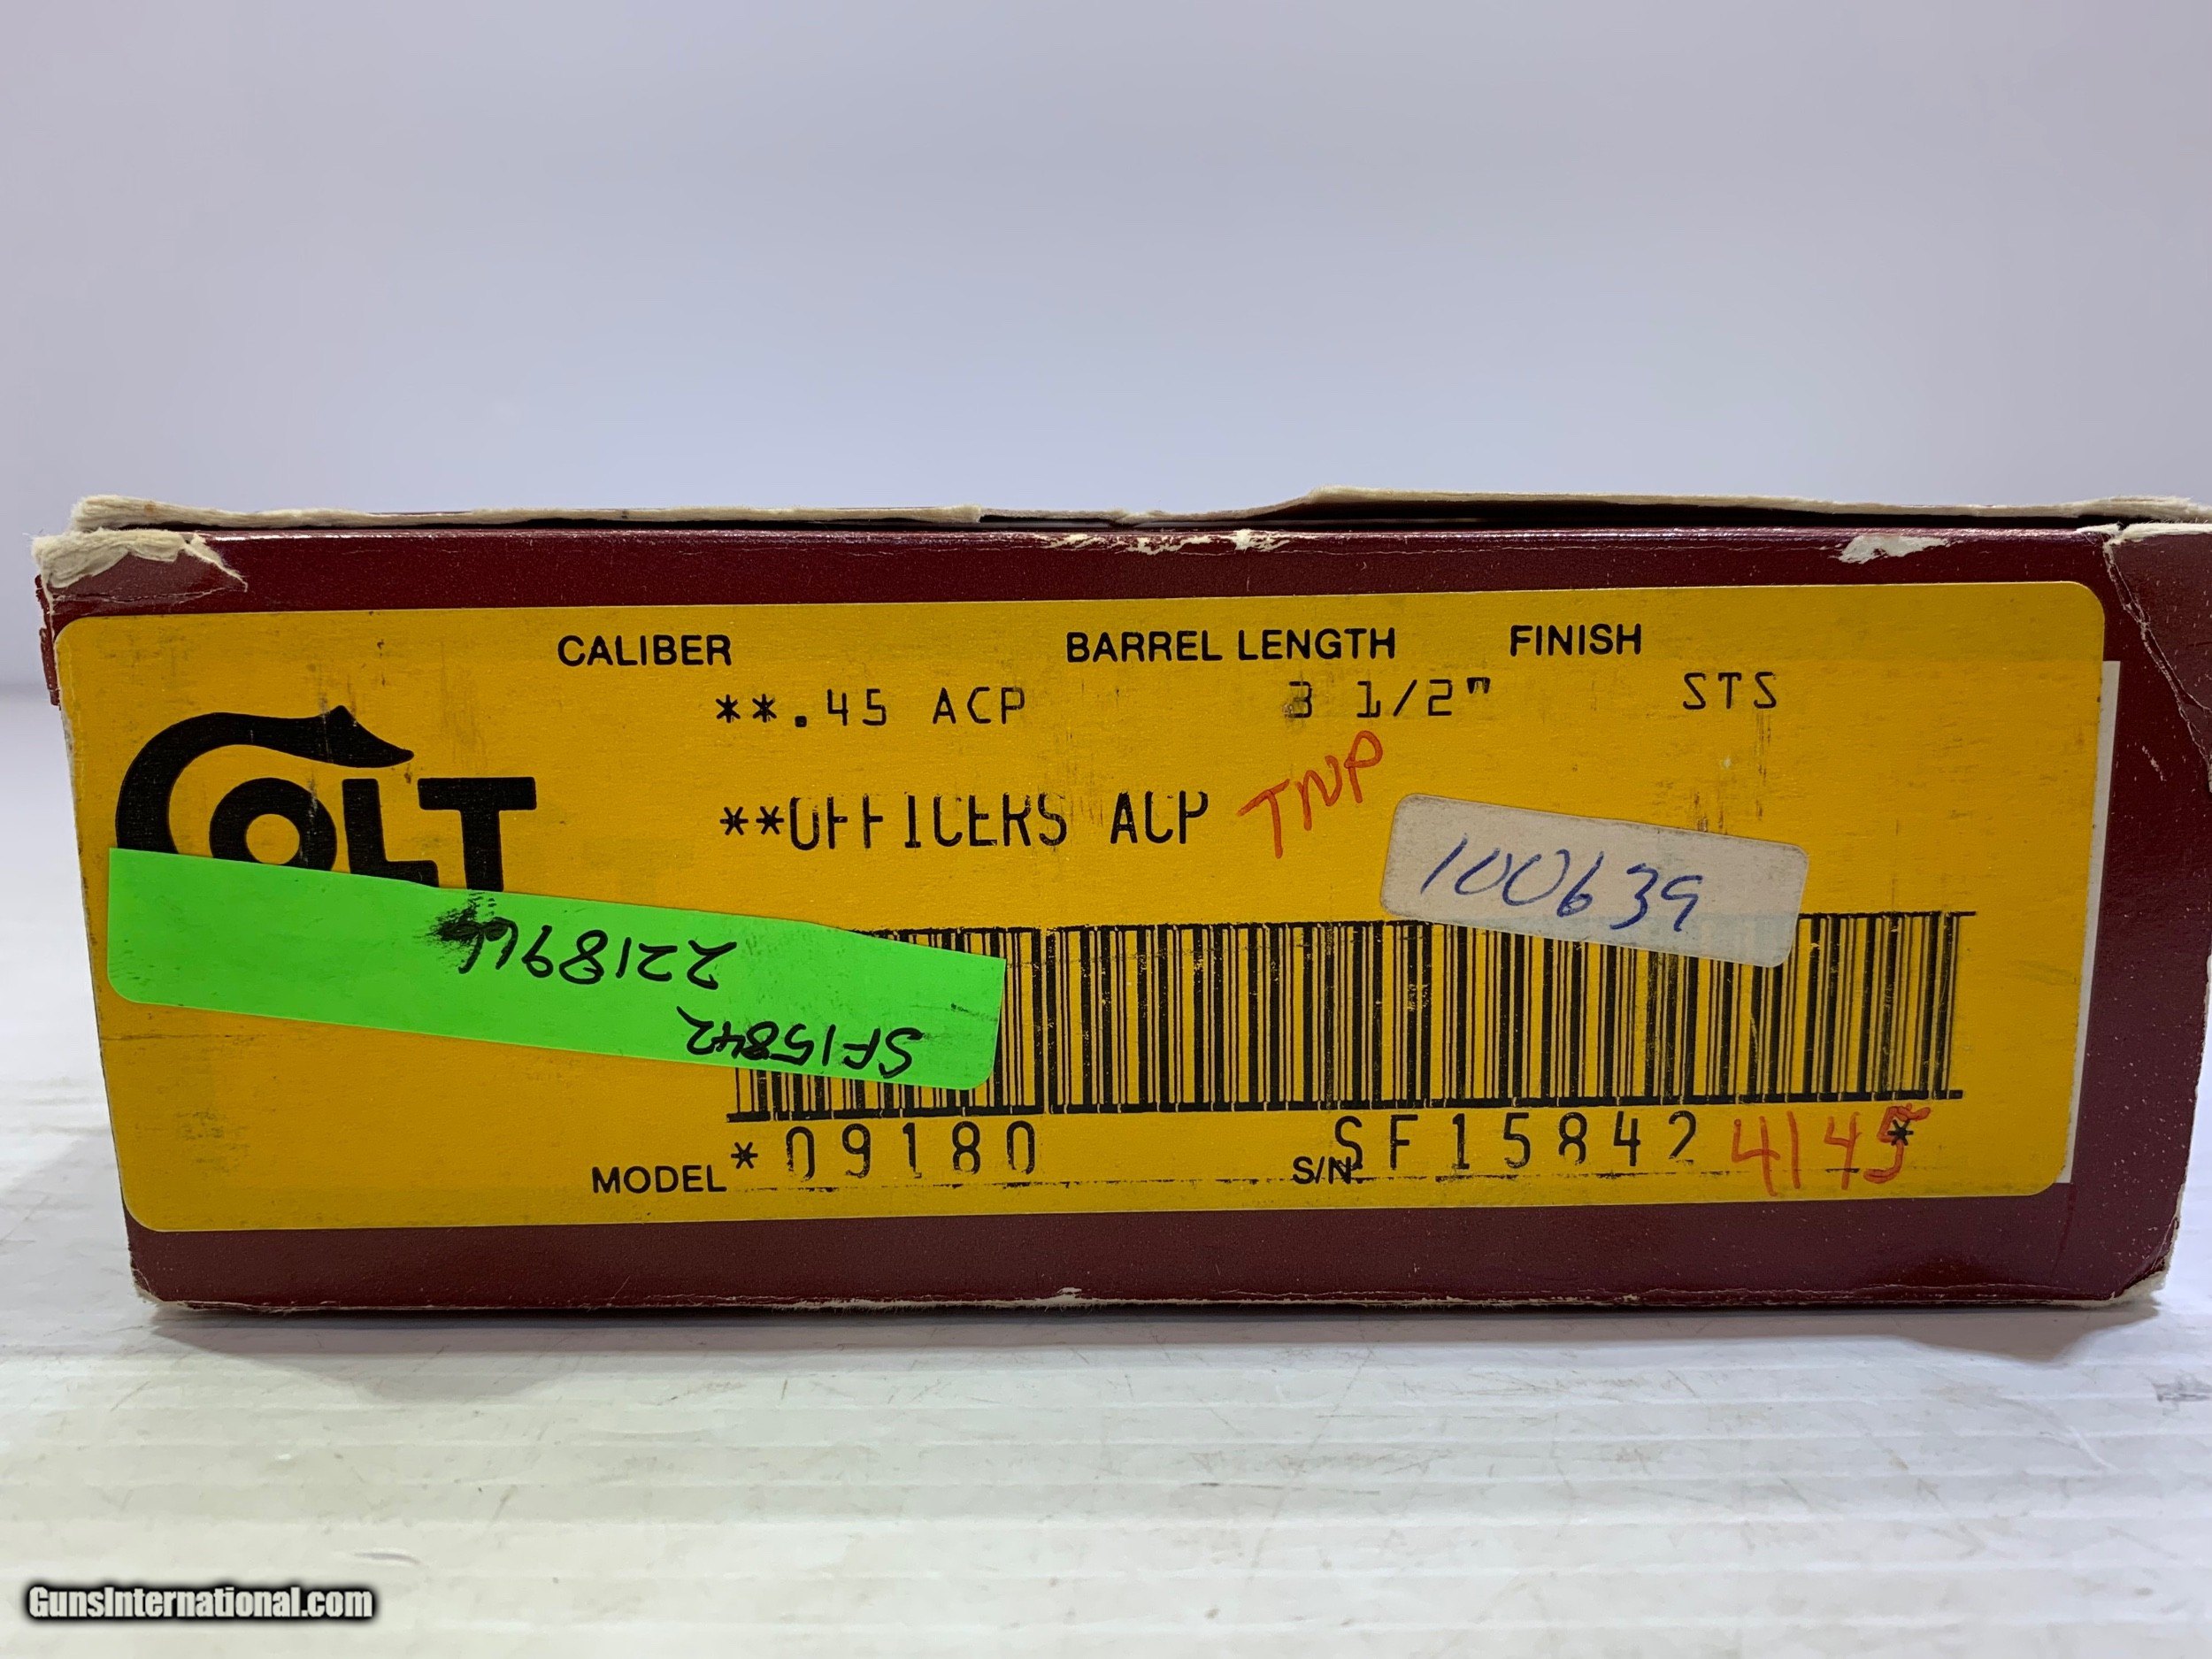 CALIBER BARREL LENGTH FINISH
**.45 ACP 3 1/2" STS
COLT
**OFFICERS ACP TNP
100639
SF15842
MODEL *09180 S/N. SF15842 4145 *
GunsInternational.com